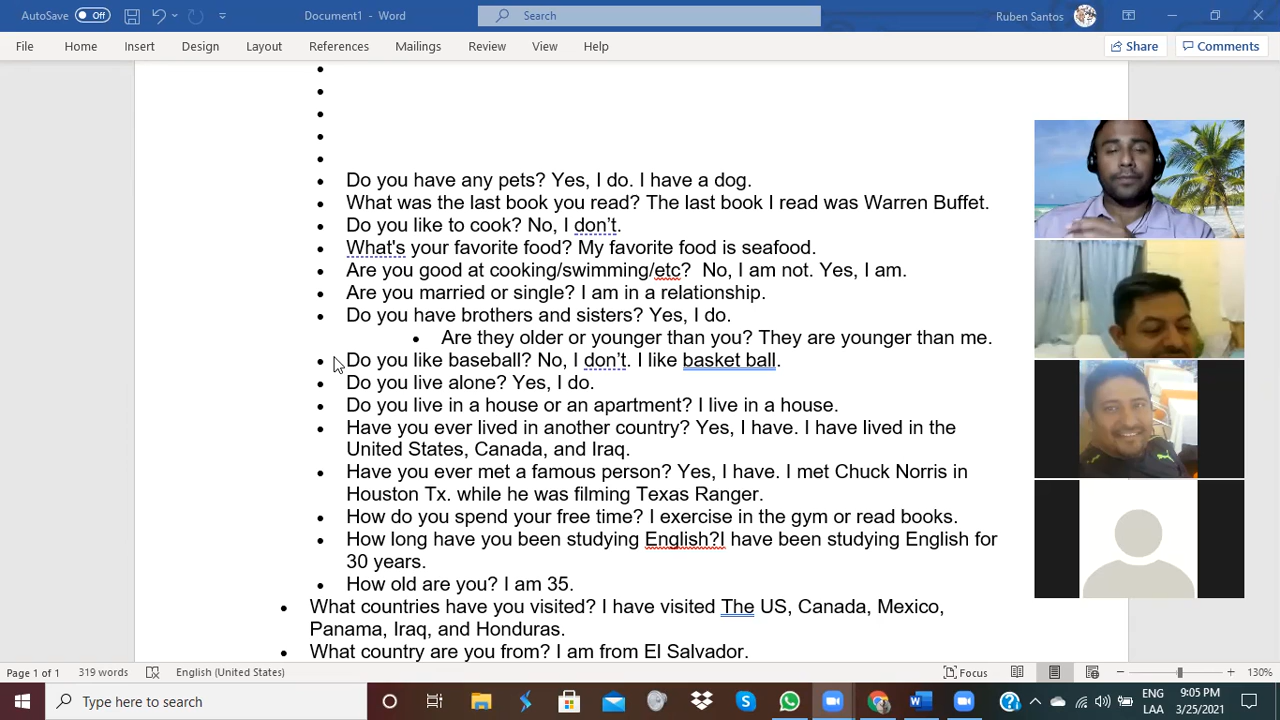 AutoSave Off Document1 - Word Search Ruben Santos
File Home Insert Design Layout References Mailings Review View Help Share Comments
Do you have any pets? Yes, I do. I have a dog.
What was the last book you read? The last book I read was Warren Buffet.
Do you like to cook? No, I don’t.
What's your favorite food? My favorite food is seafood.
Are you good at cooking/swimming/etc?  No, I am not. Yes, I am.
Are you married or single? I am in a relationship.
Do you have brothers and sisters? Yes, I do.
Are they older or younger than you? They are younger than me.
Do you like baseball? No, I don’t. I like basket ball.
Do you live alone? Yes, I do.
Do you live in a house or an apartment? I live in a house.
Have you ever lived in another country? Yes, I have. I have lived in the
United States, Canada, and Iraq.
Have you ever met a famous person? Yes, I have. I met Chuck Norris in
Houston Tx. while he was filming Texas Ranger.
How do you spend your free time? I exercise in the gym or read books.
How long have you been studying English?I have been studying English for
30 years.
How old are you? I am 35.
What countries have you visited? I have visited The US, Canada, Mexico,
Panama, Iraq, and Honduras.
What country are you from? I am from El Salvador.
Page 1 of 1 319 words English (United States) Focus 130%
Type here to search ENG 9:05 PM
LAA 3/25/2021